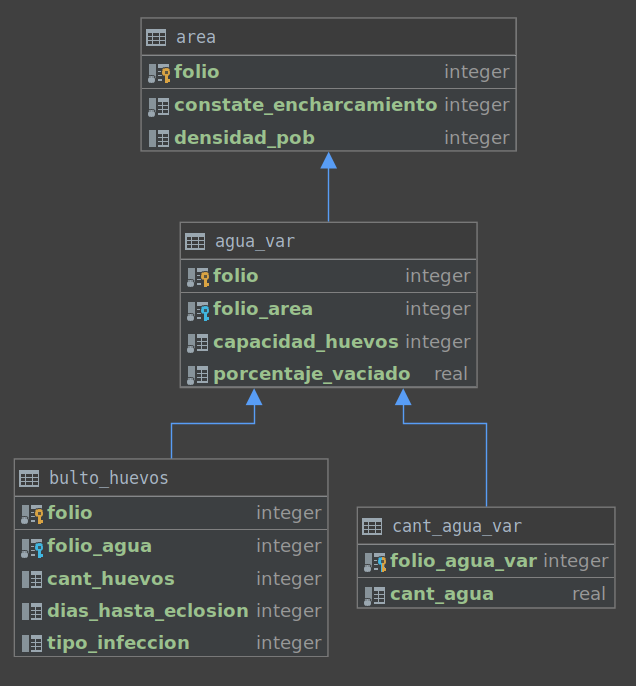 area
folio integer
constate_encharcamiento integer
densidad_pob integer
agua_var
folio integer
folio_area integer
capacidad_huevos integer
porcentaje_vaciado real
bulto_huevos
folio integer
folio_agua integer
cant_huevos integer
dias_hasta_eclosion integer
tipo_infeccion integer
cant_agua_var
folio_agua_var integer
cant_agua real